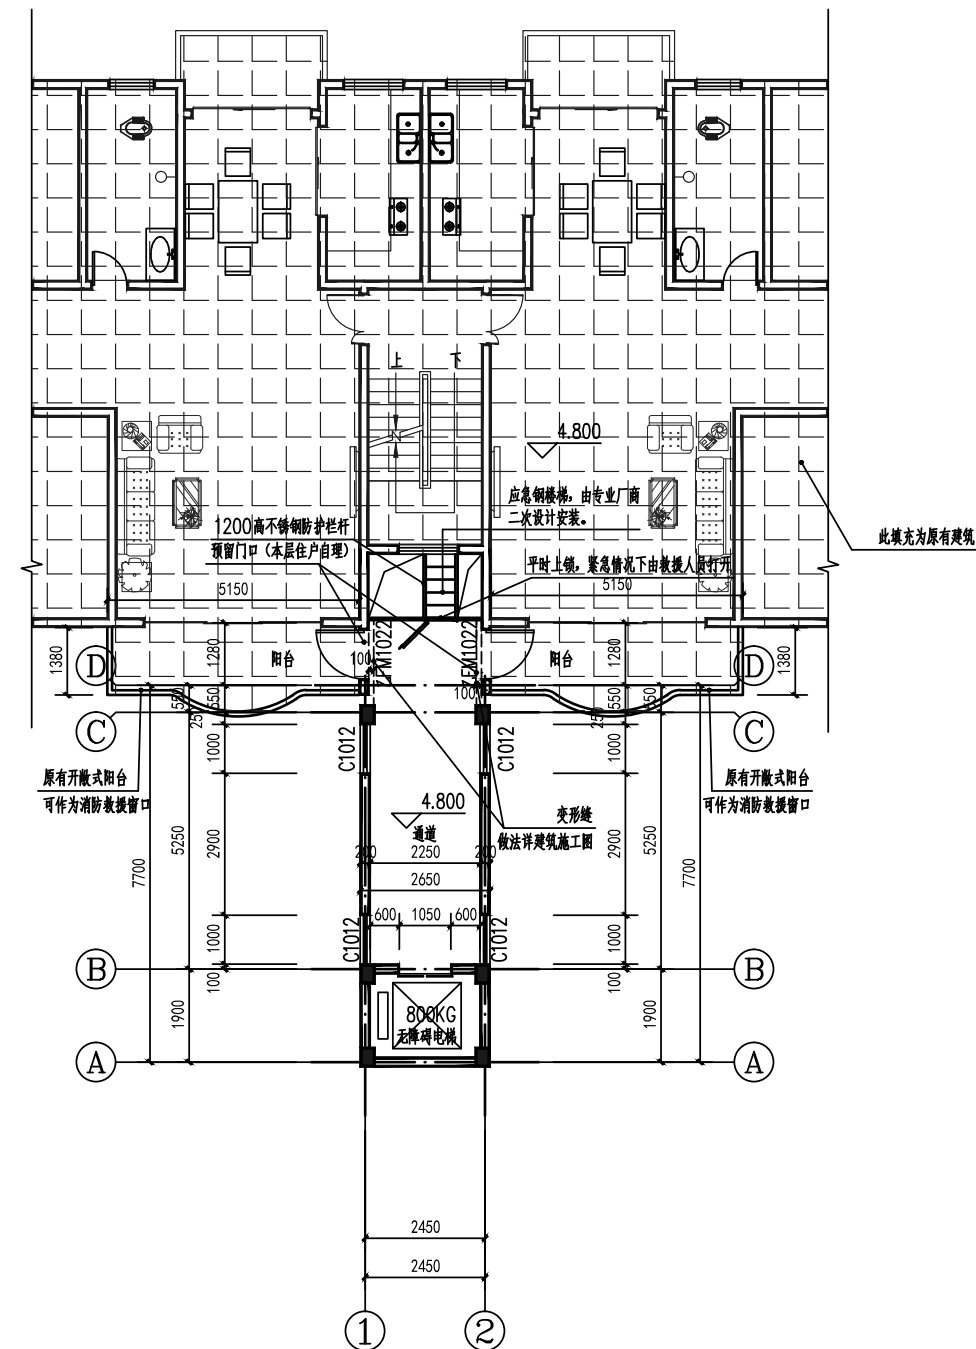 上 下
4.800
应急钢楼梯，由专业厂商
二次设计安装。
1200高不锈钢防护栏杆
预留门口（本层住户自理）
此填充为原有建筑
平时上锁，紧急情况下由救援人员打开
5150
5150
1380
D
1280
阳台
100
FM1022
FM1022
100
阳台
1280
D
1380
550
550
250
550
550
250
C
C
1000
C1012
C1012
1000
原有开敞式阳台
可作为消防救援窗口
原有开敞式阳台
可作为消防救援窗口
4.800
通道
变形缝
做法详建筑施工图
7700
5250
2900
200 2250 200
2650
2900
5250
7700
600 1050 600
1000
C1012
C1012
1000
B
B
100
100
1900
1900
800KG
无障碍电梯
A
A
2450
2450
1 2